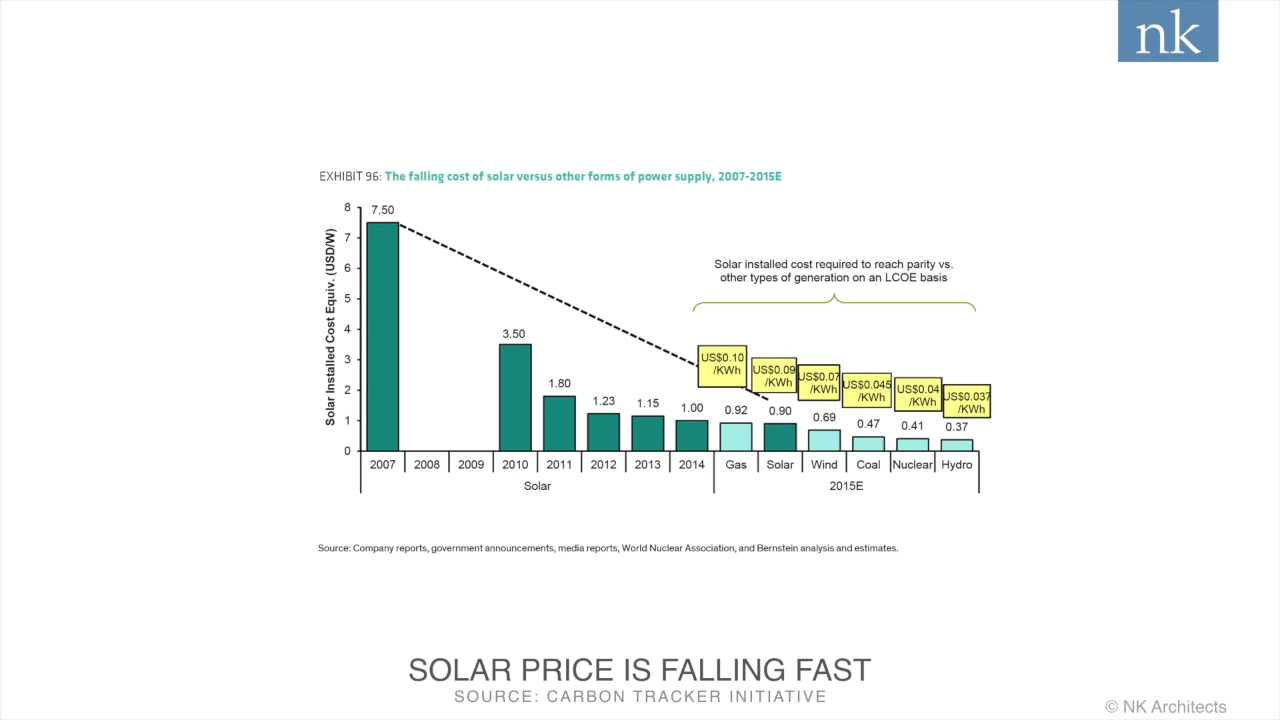 nk
EXHIBIT 96: The falling cost of solar versus other forms of power supply, 2007-2015E
Solar Installed Cost Equiv. (USD/W)
8
7
6
5
4
3
2
1
0
7.50
3.50
1.80
1.23
1.15
1.00
0.92
0.90
0.69
0.47
0.41
0.37
Solar installed cost required to reach parity vs.
other types of generation on an LCOE basis
US$0.10
/KWh
US$0.09
/KWh
US$0.07
/KWh
US$0.045
/KWh
US$0.04
/KWh
US$0.037
/KWh
2007 2008 2009 2010 2011 2012 2013 2014 Gas Solar Wind Coal Nuclear Hydro
Solar 2015E
Source: Company reports, government announcements, media reports, World Nuclear Association, and Bernstein analysis and estimates.
SOLAR PRICE IS FALLING FAST
SOURCE: CARBON TRACKER INITIATIVE
© NK Architects